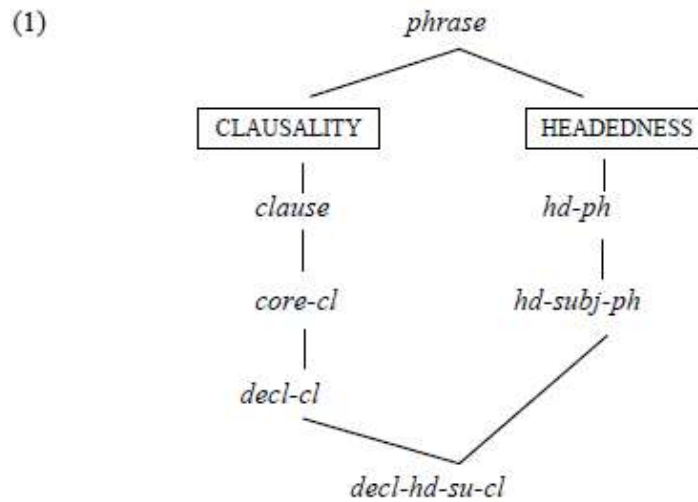 (1) phrase
CLAUSALITY HEADEDNESS
clause hd-ph
core-cl hd-subj-ph
decl-cl
decl-hd-su-cl